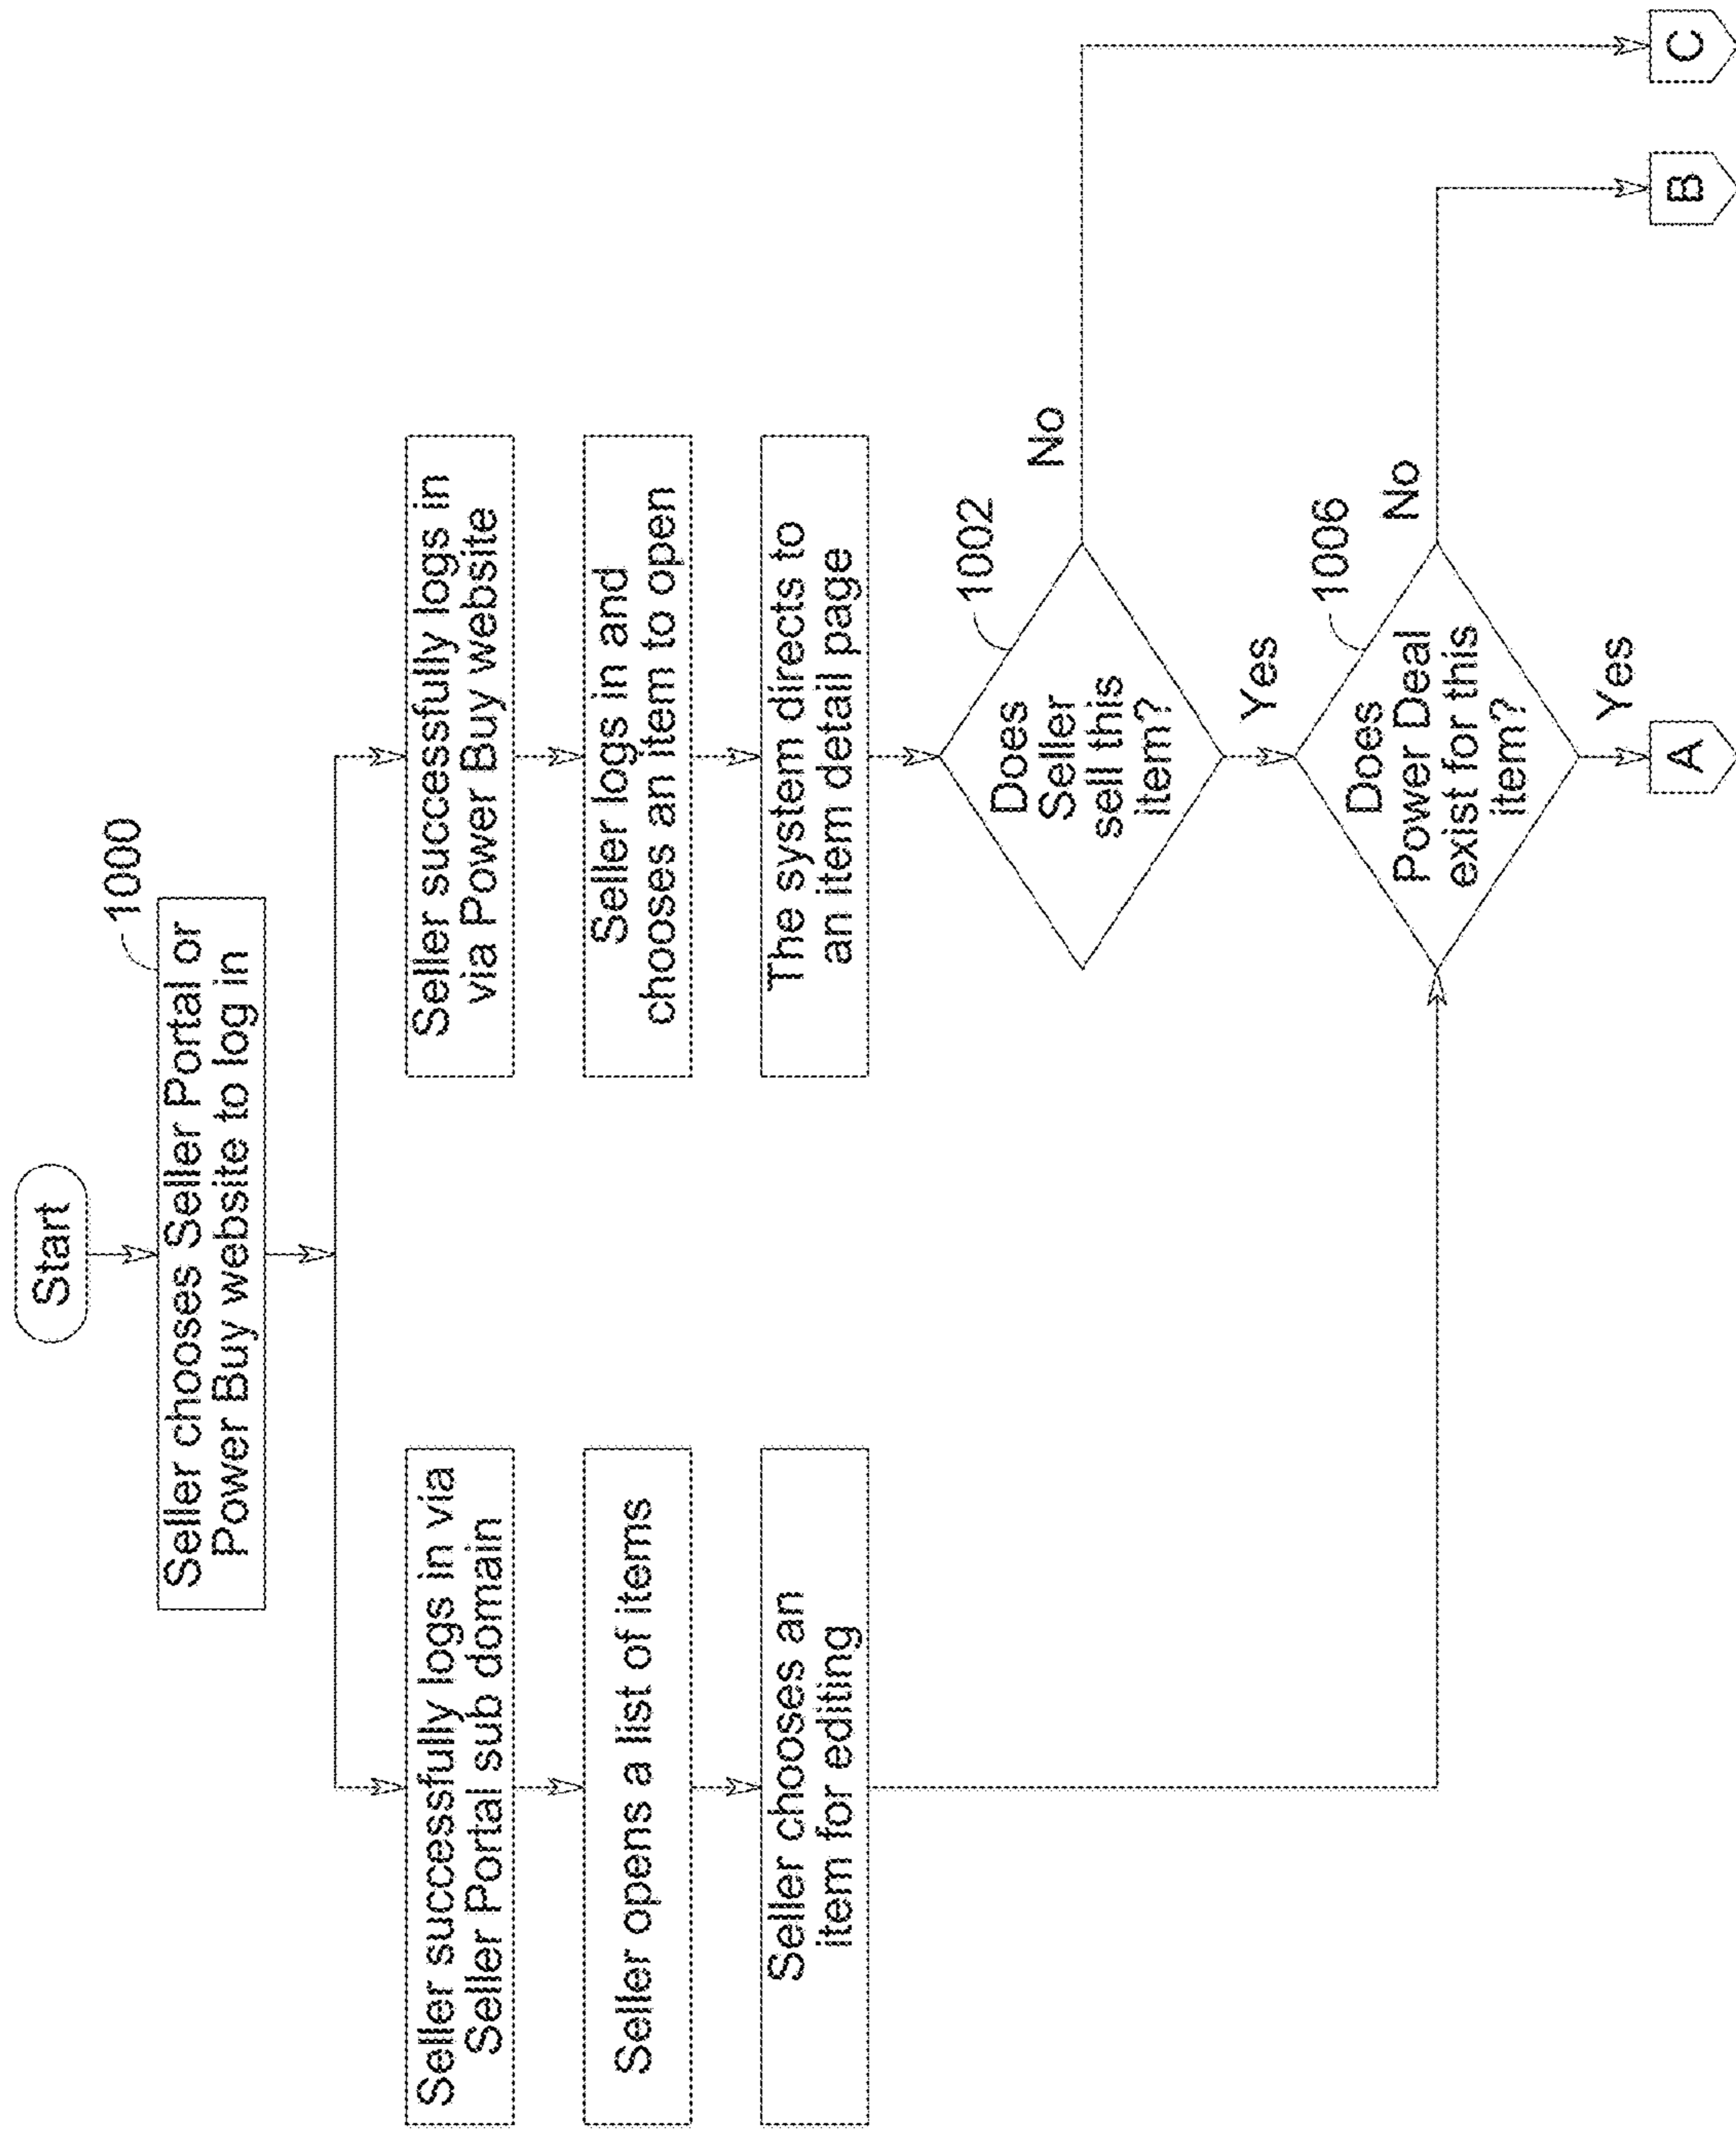 Start
1000
Seller chooses Seller Portal or
Power Buy website to log in
Seller successfully logs in via
Seller Portal sub domain
Seller opens a list of items
Seller chooses an
item for editing
Seller successfully logs in
via Power Buy website
Seller logs in and
chooses an item to open
The system directs to
an item detail page
1002
Does
Seller
sell this
item?
No
Yes
1006
Does
Power Deal
exist for this
item?
No
Yes
A
B
C